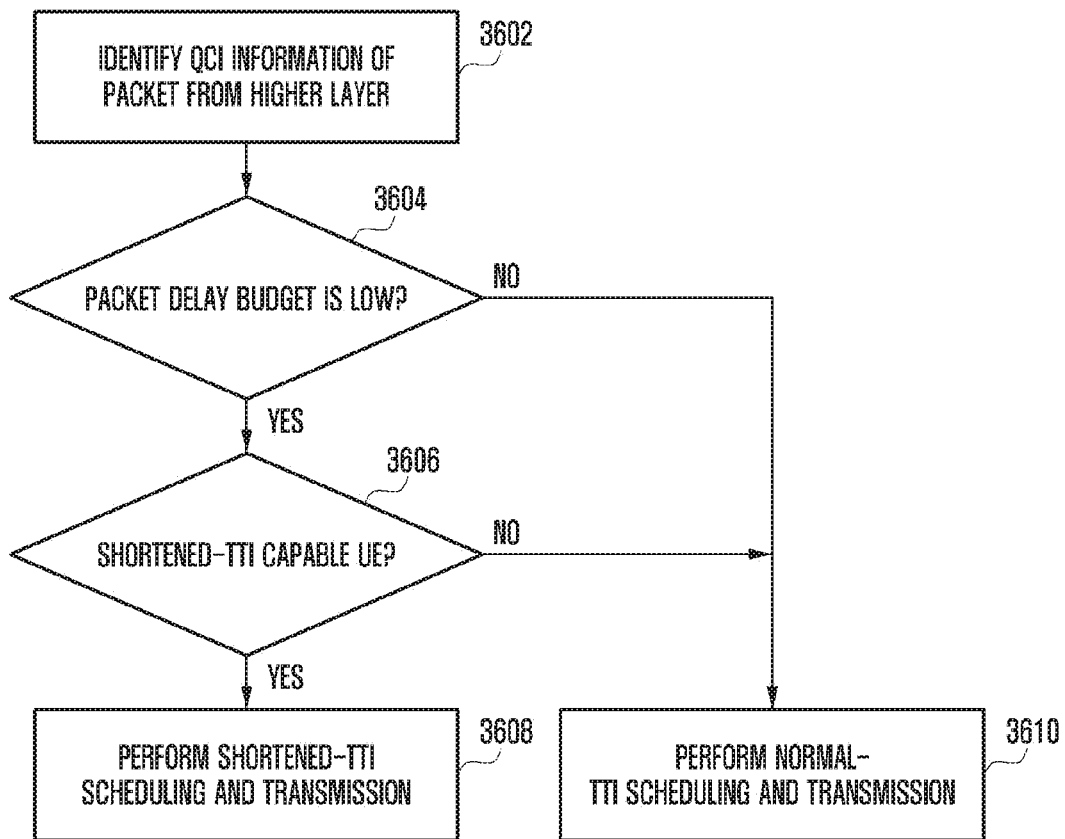 3602
IDENTIFY QCI INFORMATION OF
PACKET FROM HIGHER LAYER
3604
PACKET DELAY BUDGET IS LOW?
NO
YES
3606
SHORTENED-TTI CAPABLE UE?
NO
YES
3608
PERFORM SHORTENED-TTI
SCHEDULING AND TRANSMISSION
3610
PERFORM NORMAL-
TTI SCHEDULING AND TRANSMISSION